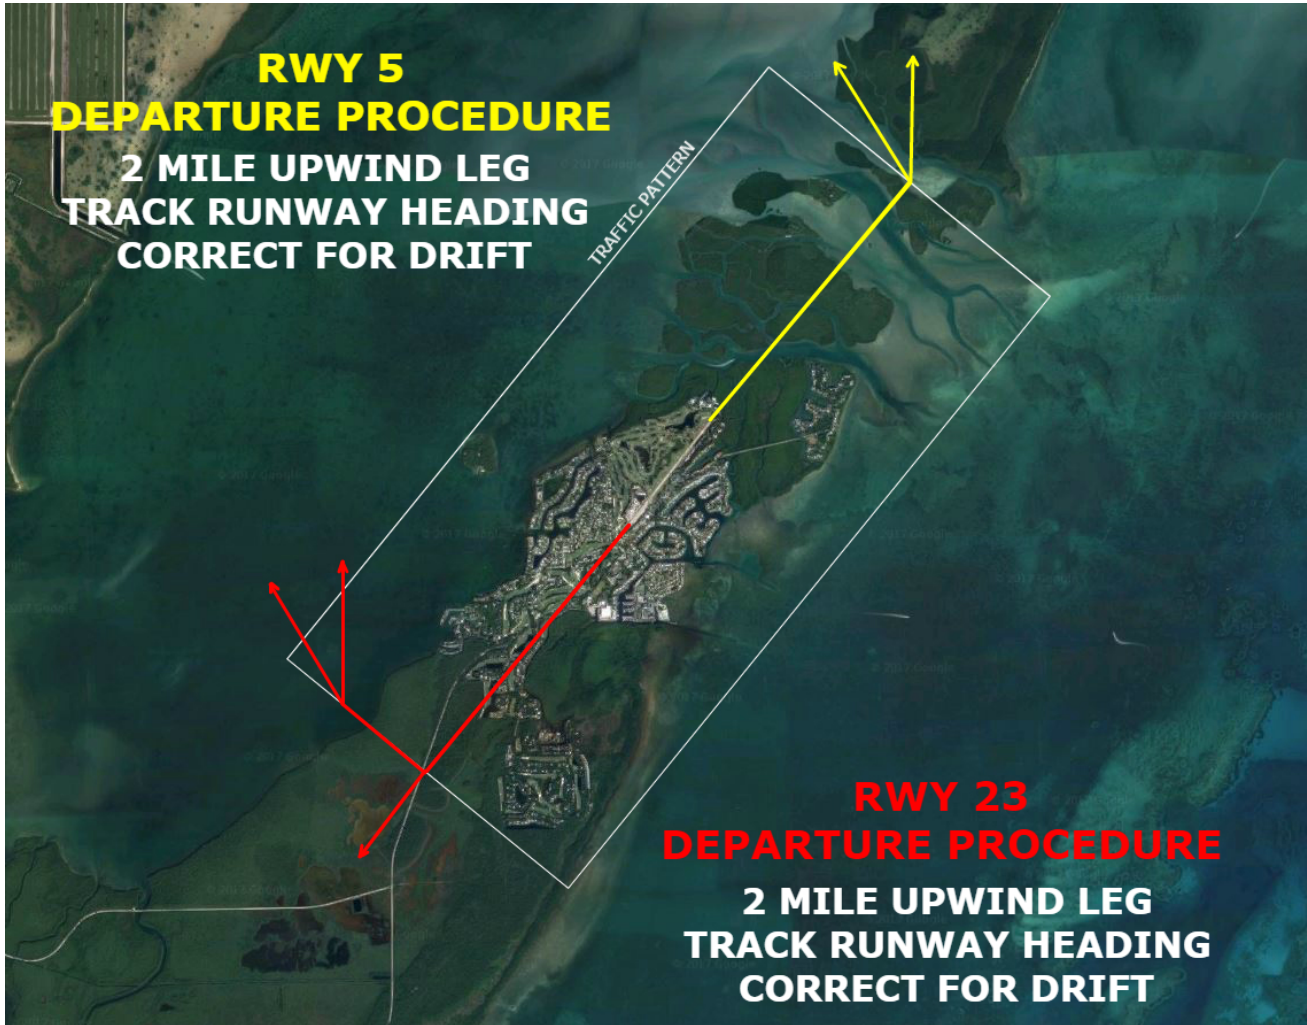 RWY 5
DEPARTURE PROCEDURE
2 MILE UPWIND LEG
TRACK RUNWAY HEADING
CORRECT FOR DRIFT
TRAFFIC PATTERN
RWY 23
DEPARTURE PROCEDURE
2 MILE UPWIND LEG
TRACK RUNWAY HEADING
CORRECT FOR DRIFT